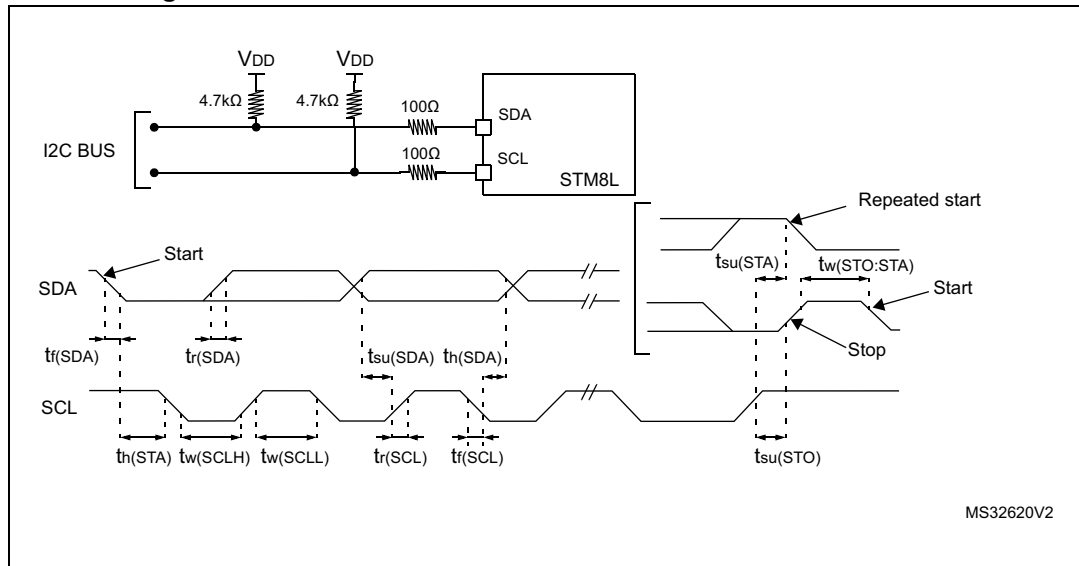 VDD VDD
4.7kΩ 4.7kΩ
100Ω
SDA
I2C BUS
100Ω
SCL
STM8L
Repeated start
Start
tsu(STA) tw(STO:STA)
SDA
Start
Stop
tf(SDA) tr(SDA) tsu(SDA) th(SDA)
SCL
th(STA) tw(SCLH) tw(SCLL) tr(SCL) tf(SCL) tsu(STO)
MS32620V2